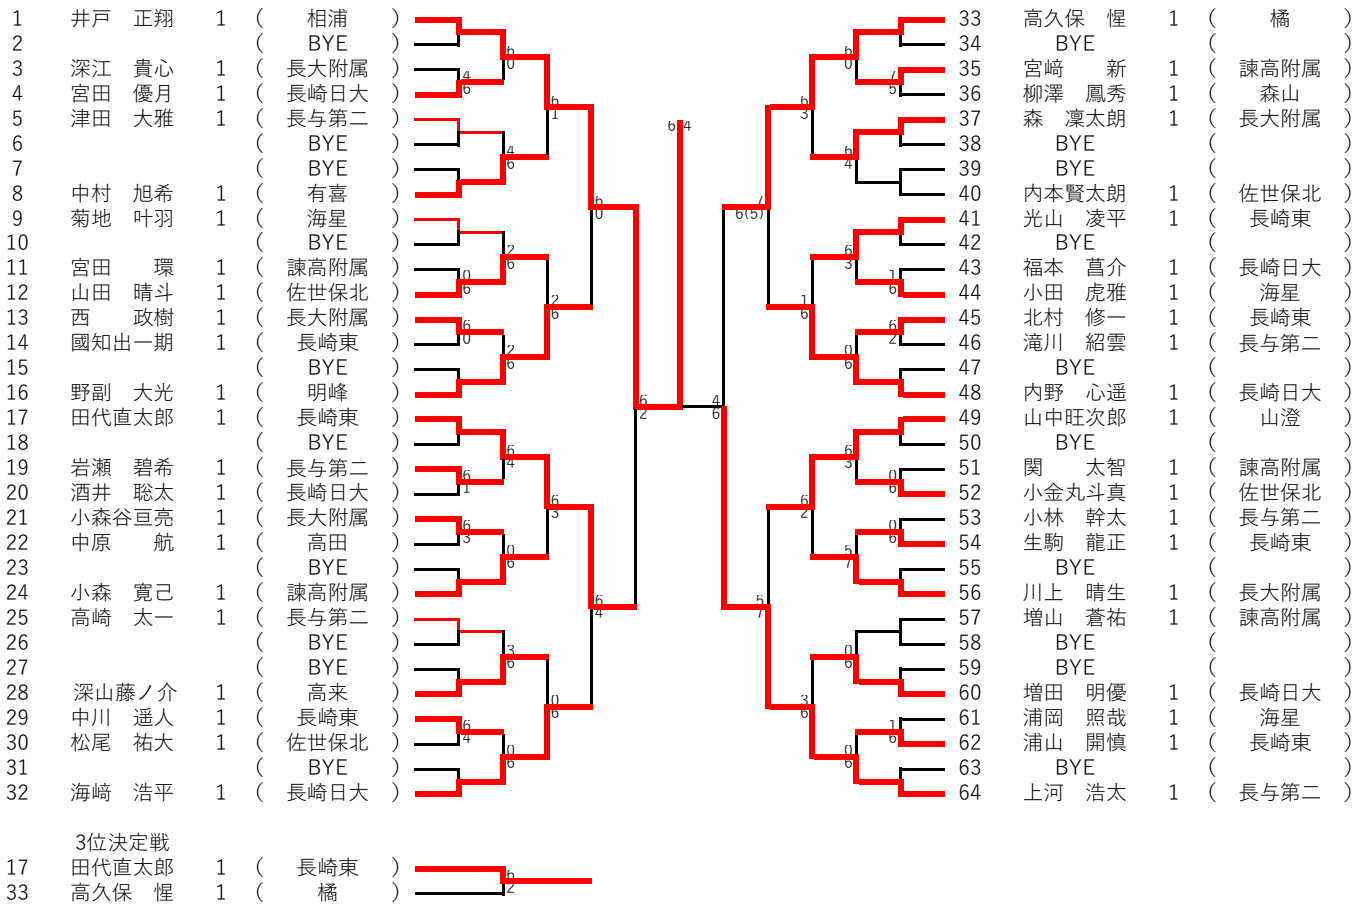 1 井戸 正翔 1 ( 相浦 ) 33 高久保 惺 1 ( 橘 )
2 ( BYE ) 34 BYE ( )
3 深江 貴心 1 ( 長大附属 ) 35 宮﨑 新 1 ( 諫高附属 )
4 宮田 優月 1 ( 長崎日大 ) 36 柳澤 鳳秀 1 ( 森山 )
5 津田 大雅 1 ( 長与第二 ) 37 森 凜太朗 1 ( 長大附属 )
6 ( BYE ) 38 BYE ( )
7 ( BYE ) 39 BYE ( )
8 中村 旭希 1 ( 有喜 ) 40 内本賢太朗 1 ( 佐世保北 )
9 菊地 叶羽 1 ( 海星 ) 41 光山 凌平 1 ( 長崎東 )
10 ( BYE ) 42 BYE ( )
11 宮田 環 1 ( 諫高附属 ) 43 福本 菖介 1 ( 長崎日大 )
12 山田 晴斗 1 ( 佐世保北 ) 44 小田 虎雅 1 ( 海星 )
13 西 政樹 1 ( 長大附属 ) 45 北村 修一 1 ( 長崎東 )
14 國知出一期 1 ( 長崎東 ) 46 滝川 紹雲 1 ( 長与第二 )
15 ( BYE ) 47 BYE ( )
16 野副 大光 1 ( 明峰 ) 48 内野 心遥 1 ( 長崎日大 )
17 田代直太郎 1 ( 長崎東 ) 49 山中旺次郎 1 ( 山澄 )
18 ( BYE ) 50 BYE ( )
19 岩瀬 碧希 1 ( 長与第二 ) 51 関 太智 1 ( 諫高附属 )
20 酒井 聡太 1 ( 長崎日大 ) 52 小金丸斗真 1 ( 佐世保北 )
21 小森谷亘亮 1 ( 長大附属 ) 53 小林 幹太 1 ( 長与第二 )
22 中原 航 1 ( 高田 ) 54 生駒 龍正 1 ( 長崎東 )
23 ( BYE ) 55 BYE ( )
24 小森 寛己 1 ( 諫高附属 ) 56 川上 晴生 1 ( 長大附属 )
25 高崎 太一 1 ( 長与第二 ) 57 増山 蒼祐 1 ( 諫高附属 )
26 ( BYE ) 58 BYE ( )
27 ( BYE ) 59 BYE ( )
28 深山藤ノ介 1 ( 高来 ) 60 増田 明優 1 ( 長崎日大 )
29 中川 遥人 1 ( 長崎東 ) 61 浦岡 照哉 1 ( 海星 )
30 松尾 祐大 1 ( 佐世保北 ) 62 浦山 開慎 1 ( 長崎東 )
31 ( BYE ) 63 BYE ( )
32 海﨑 浩平 1 ( 長崎日大 ) 64 上河 浩太 1 ( 長与第二 )
3位決定戦
17 田代直太郎 1 ( 長崎東 ) 6
33 高久保 惺 1 ( 橘 ) 2